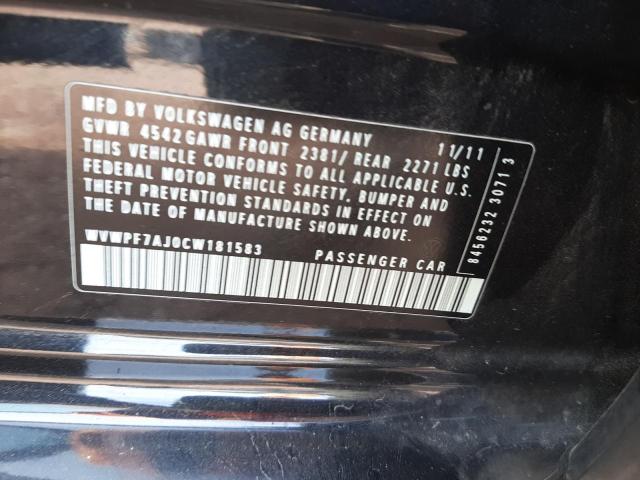 MFD BY VOLKSWAGEN AG GERMANY 11/11
GVWR 4542 GAWR FRONT 2381/ REAR 2271 LBS
THIS VEHICLE CONFORMS TO ALL APPLICABLE U.S.
FEDERAL MOTOR VEHICLE SAFETY, BUMPER AND
THEFT PREVENTION STANDARDS IN EFFECT ON
THE DATE OF MANUFACTURE SHOWN ABOVE.
WVWPF7AJ0CW181583 PASSENGER CAR
8456232 3071 3